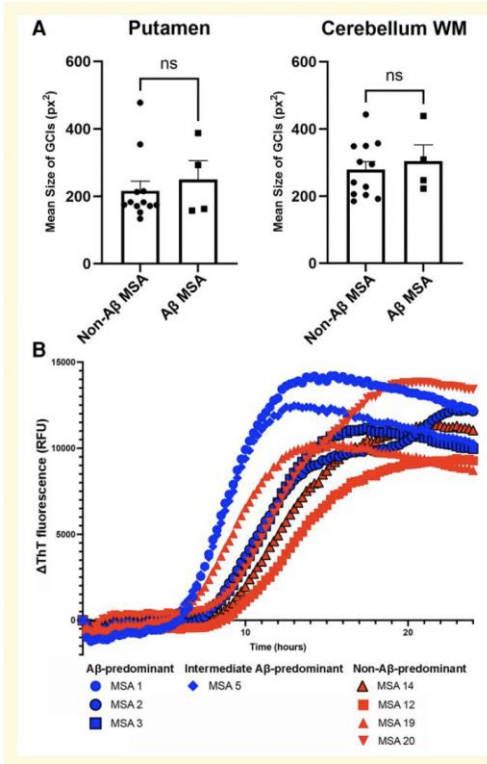 A
Putamen
Cerebellum WM
Mean Size of GCIs (px²)
600
400
200
0
ns
Non-Aβ MSA
Aβ MSA
Mean Size of GCIs (px²)
600
400
200
0
ns
Non-Aβ MSA
Aβ MSA
B
ΔThT fluorescence (RFU)
15000
10000
5000
0
10
20
Time (hours)
Aβ-predominant
MSA 1
MSA 2
MSA 3
Intermediate Aβ-predominant
MSA 5
Non-Aβ-predominant
MSA 14
MSA 12
MSA 19
MSA 20